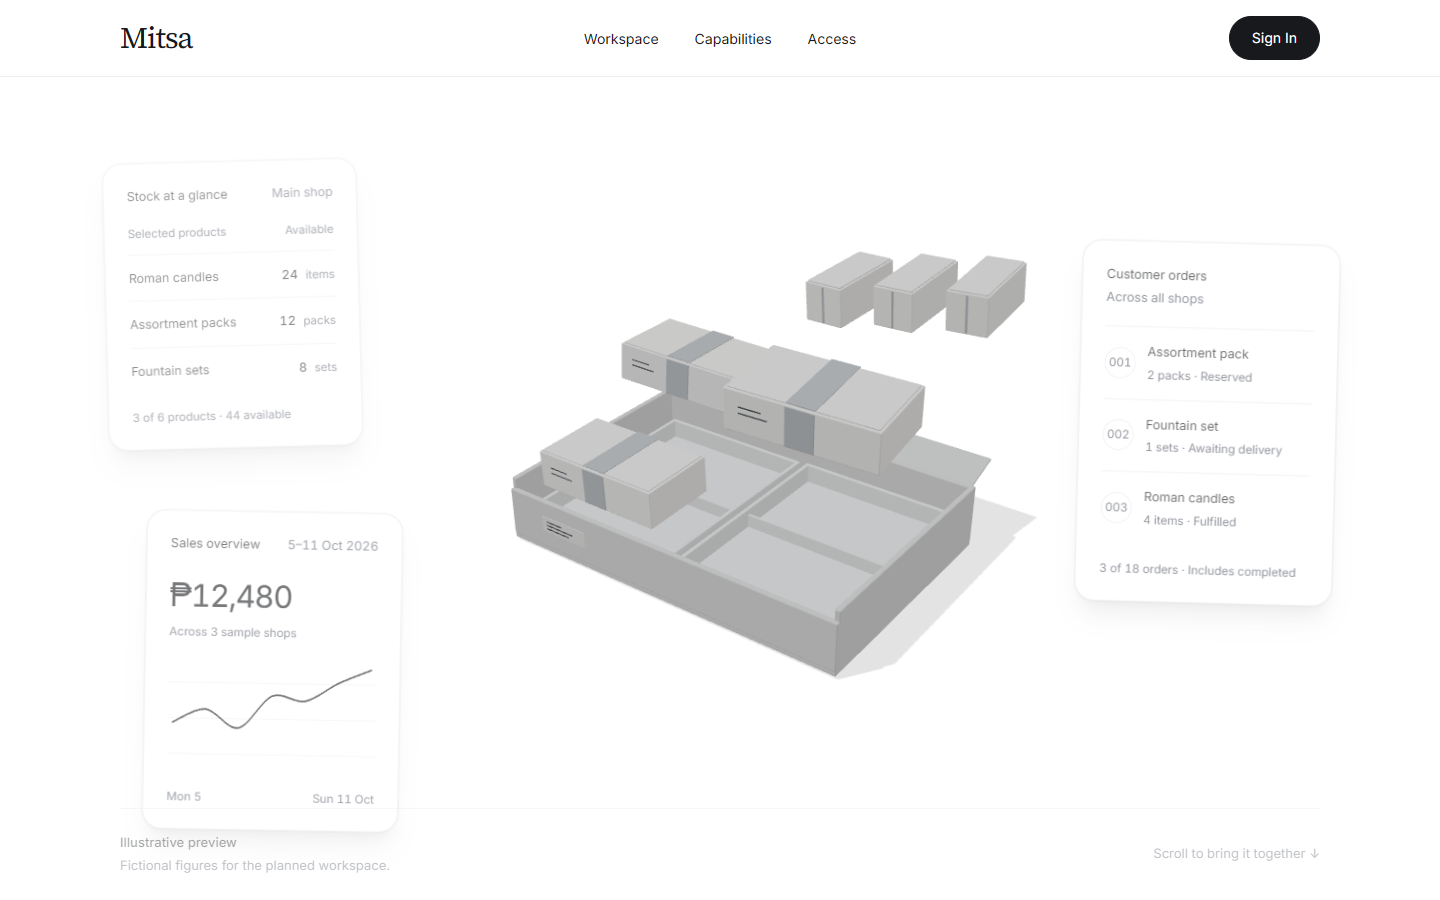 Mitsa
Workspace
Capabilities
Access
Sign In
Stock at a glance
Main shop
Selected products
Available
Roman candles
24 items
Assortment packs
12 packs
Fountain sets
8 sets
3 of 6 products · 44 available
Sales overview
5–11 Oct 2026
₱12,480
Across 3 sample shops
Mon 5
Sun 11 Oct
Customer orders
Across all shops
001
Assortment pack
2 packs · Reserved
002
Fountain set
1 sets · Awaiting delivery
003
Roman candles
4 items · Fulfilled
3 of 18 orders · Includes completed
Illustrative preview
Fictional figures for the planned workspace.
Scroll to bring it together ↓